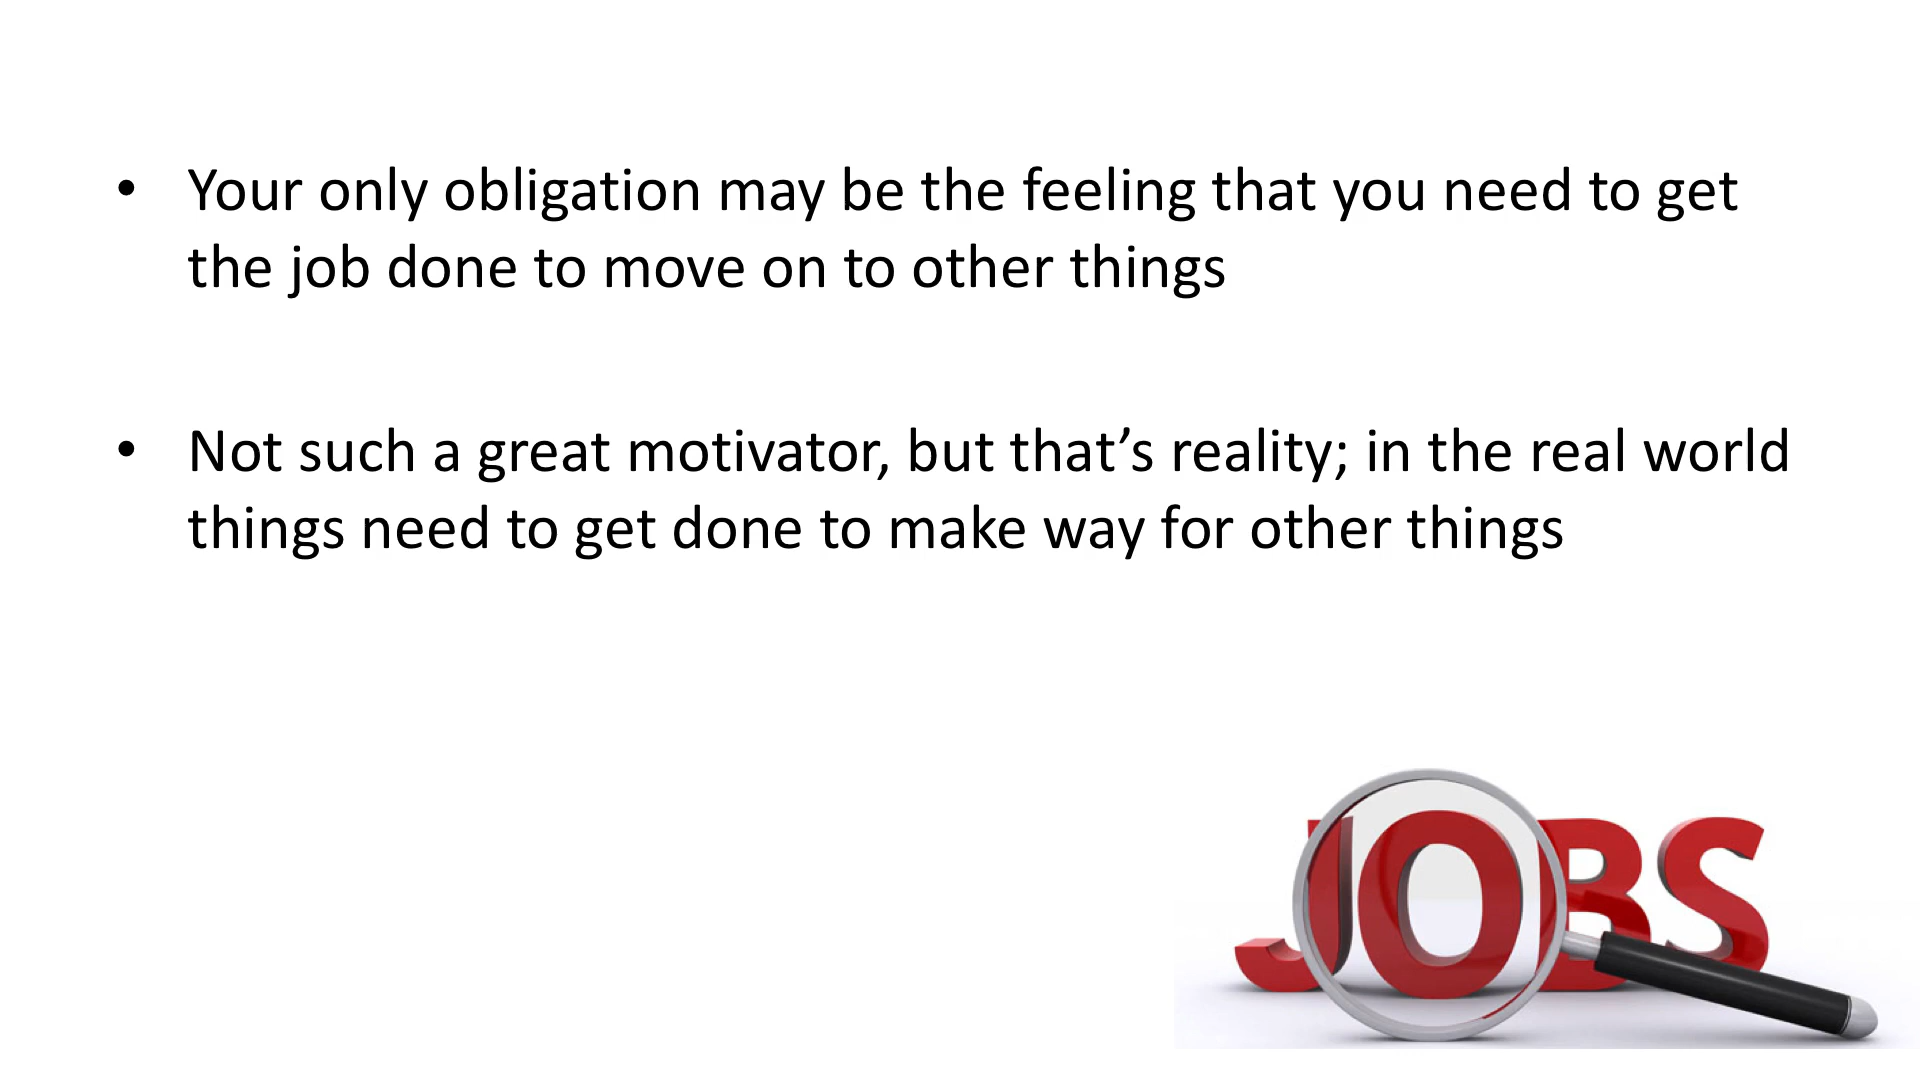 • Your only obligation may be the feeling that you need to get
the job done to move on to other things
• Not such a great motivator, but that’s reality; in the real world
things need to get done to make way for other things
JOBS